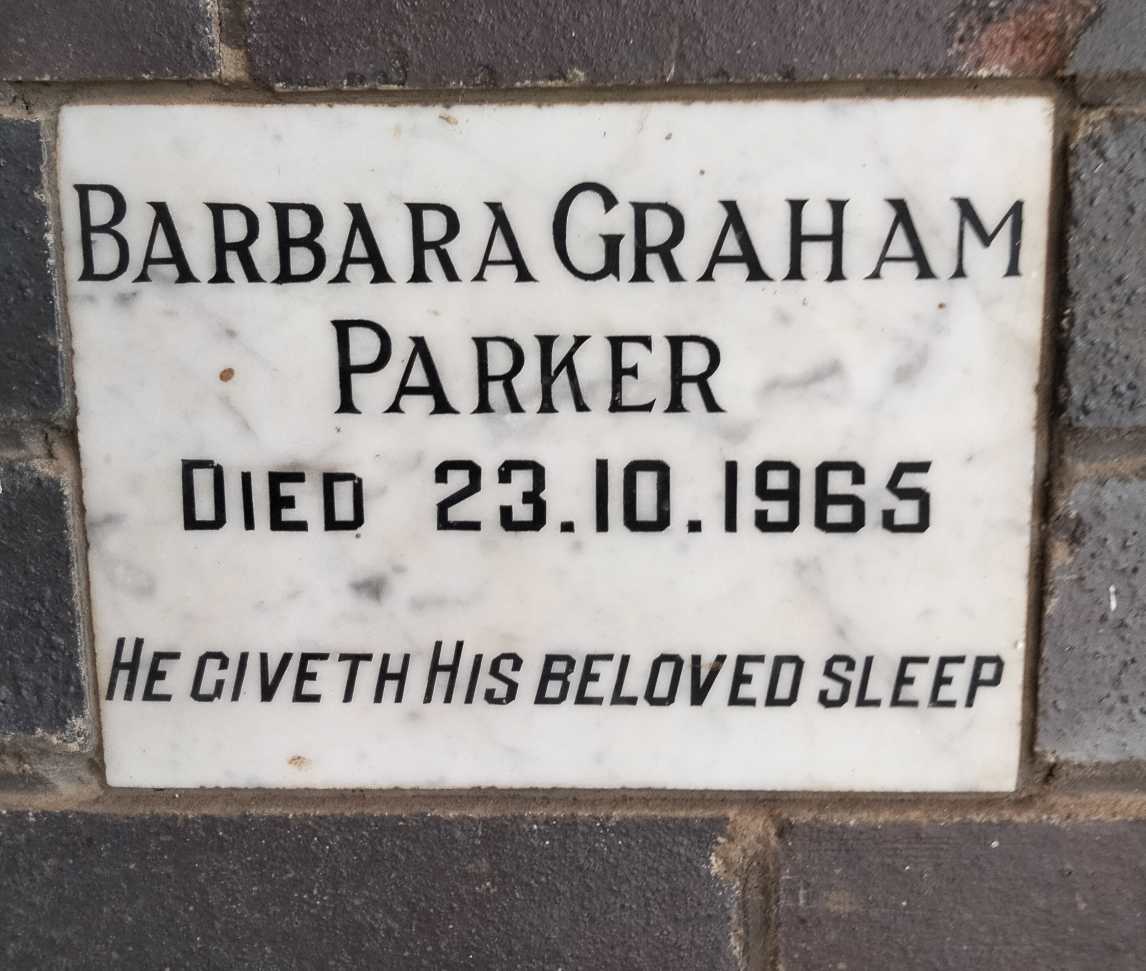 BARBARA GRAHAM
PARKER
DIED 23.10.1965
HE GIVETH HIS BELOVED SLEEP